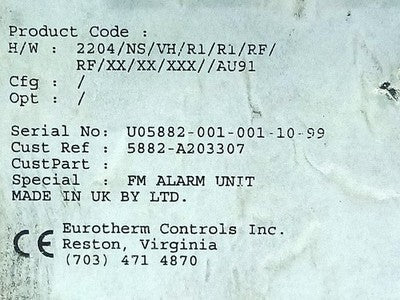 Product Code :
H/W : 2204/NS/VH/R1/R1/RF/
RF/XX/XX/XXX//AU91
Cfg : /
Opt : /
Serial No: U05882-001-001-10-99
Cust Ref : 5882-A203307
CustPart :
Special : FM ALARM UNIT
MADE IN UK BY LTD.
CE Eurotherm Controls Inc.
Reston, Virginia
(703) 471 4870